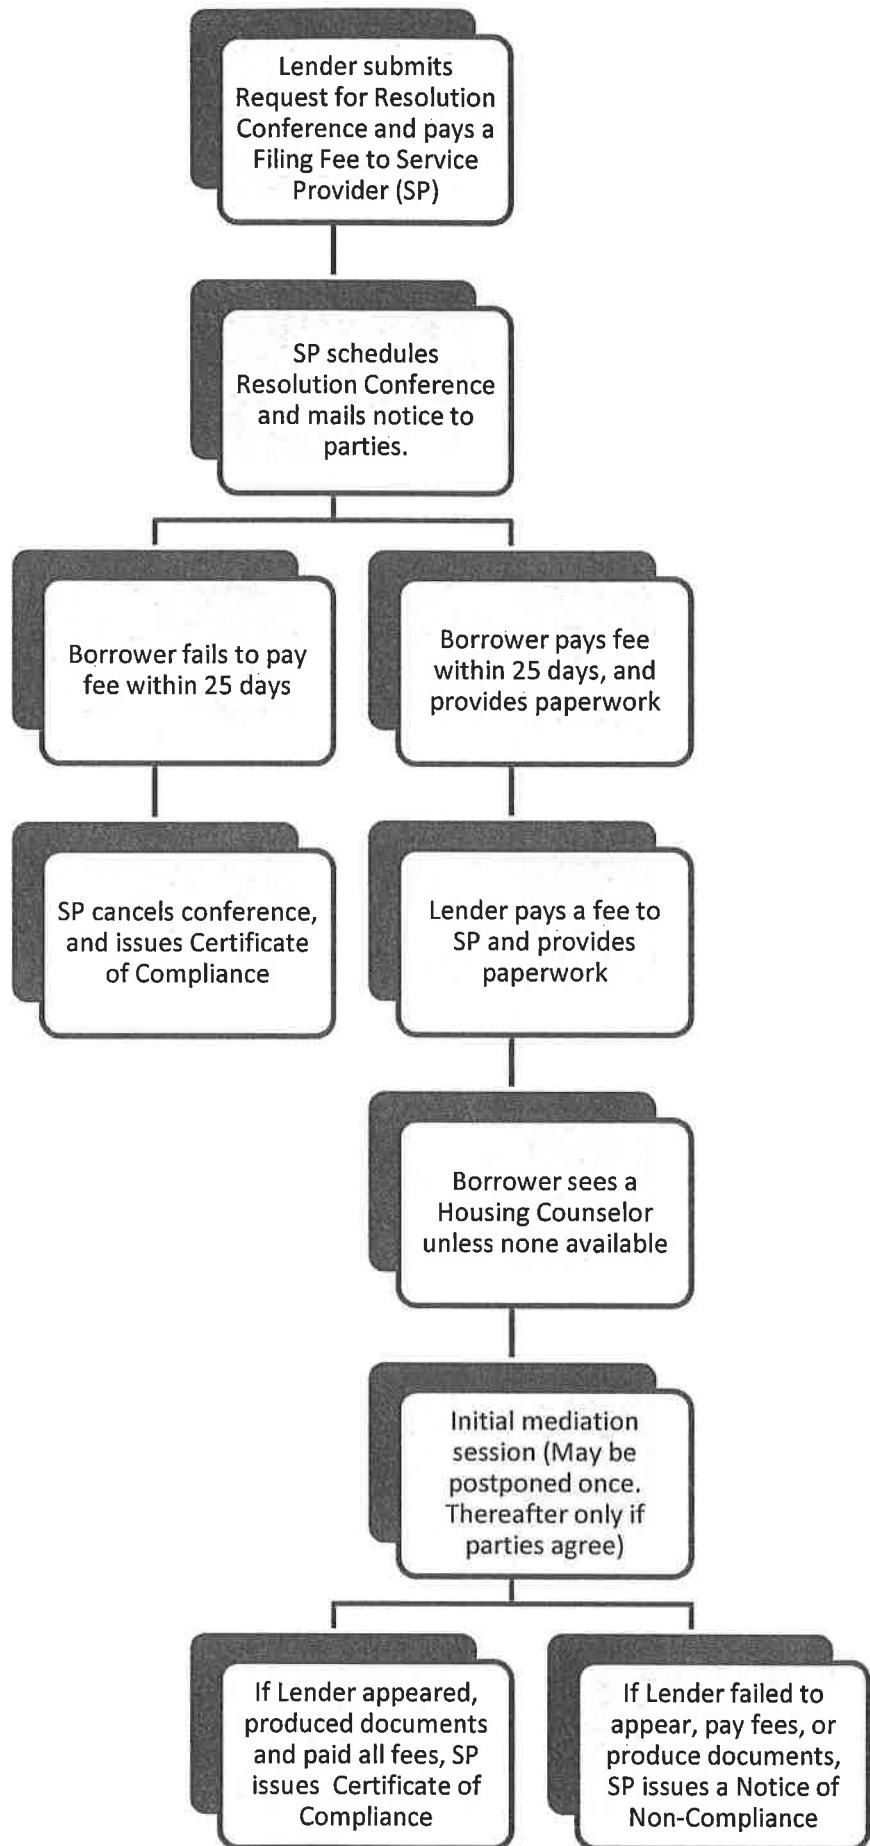 Lender submits
Request for Resolution
Conference and pays a
Filing Fee to Service
Provider (SP)
SP schedules
Resolution Conference
and mails notice to
parties.
Borrower fails to pay
fee within 25 days
Borrower pays fee
within 25 days, and
provides paperwork
SP cancels conference,
and issues Certificate
of Compliance
Lender pays a fee to
SP and provides
paperwork
Borrower sees a
Housing Counselor
unless none available
Initial mediation
session (May be
postponed once.
Thereafter only if
parties agree)
If Lender appeared,
produced documents
and paid all fees, SP
issues Certificate of
Compliance
If Lender failed to
appear, pay fees, or
produce documents,
SP issues a Notice of
Non-Compliance